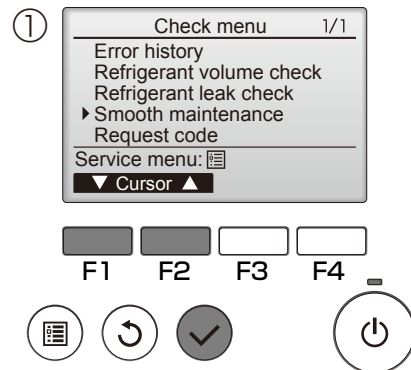 ①
Check menu 1/1
Error history
Refrigerant volume check
Refrigerant leak check
Smooth maintenance
Request code
Service menu:
▼ Cursor ▲
F1 F2 F3 F4